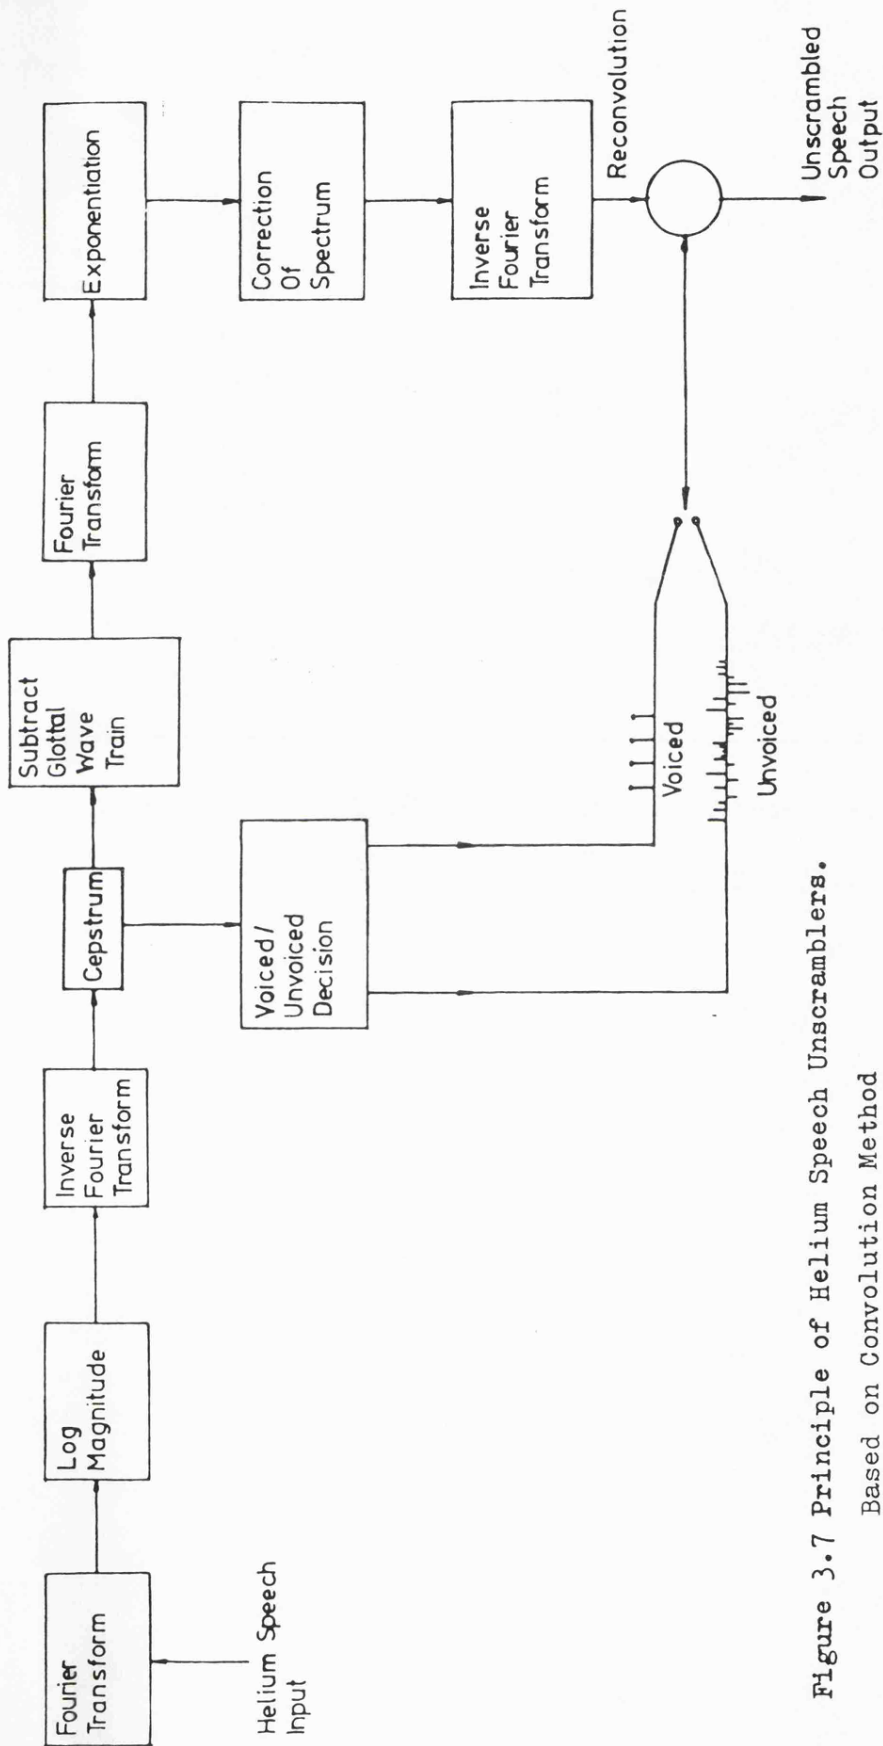 Fourier
Transform
Log
Magnitude
Inverse
Fourier
Transform
Cepstrum
Subtract
Glottal
Wave
Train
Fourier
Transform
Exponentiation
Helium Speech
Input
Voiced/
Unvoiced
Decision
Correction
Of
Spectrum
Inverse
Fourier
Transform
Voiced
Unvoiced
Reconvolution
Unscrambled
Speech
Output
Figure 3.7 Principle of Helium Speech Unscramblers.
Based on Convolution Method